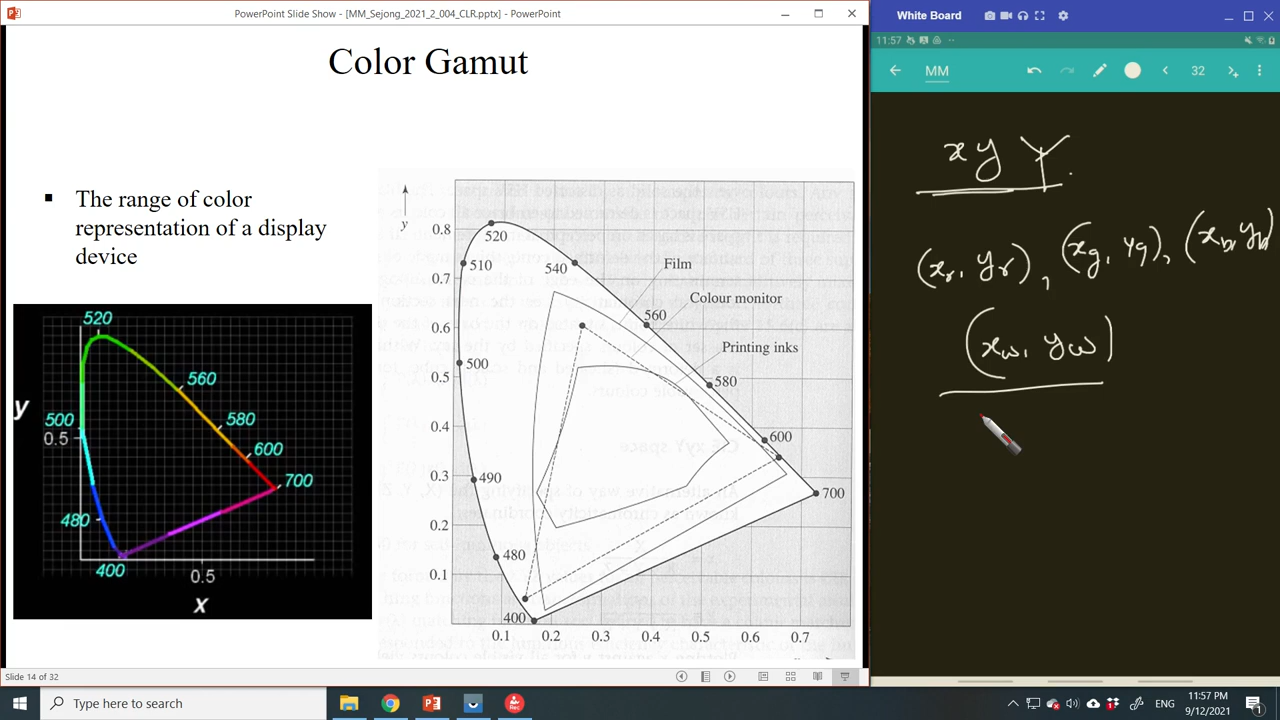 PowerPoint Slide Show - [MM_Sejong_2021_2_004_CLR.pptx] - PowerPoint
Color Gamut
▪ The range of color
representation of a display
device
520
560
580
600
700
y
500
0.5
480
400
0.5
x
y
0.8
0.7
0.6
0.5
0.4
0.3
0.2
0.1
520
510
540
Film
Colour monitor
560
Printing inks
500
580
600
490
700
480
400
0.1 0.2 0.3 0.4 0.5 0.6 0.7
Slide 14 of 32
White Board
11:57
MM
32
xy Y.
(xr, yr), (xg, yg), (xb, yb)
(xw, yw)
Type here to search
ENG
11:57 PM
9/12/2021
1